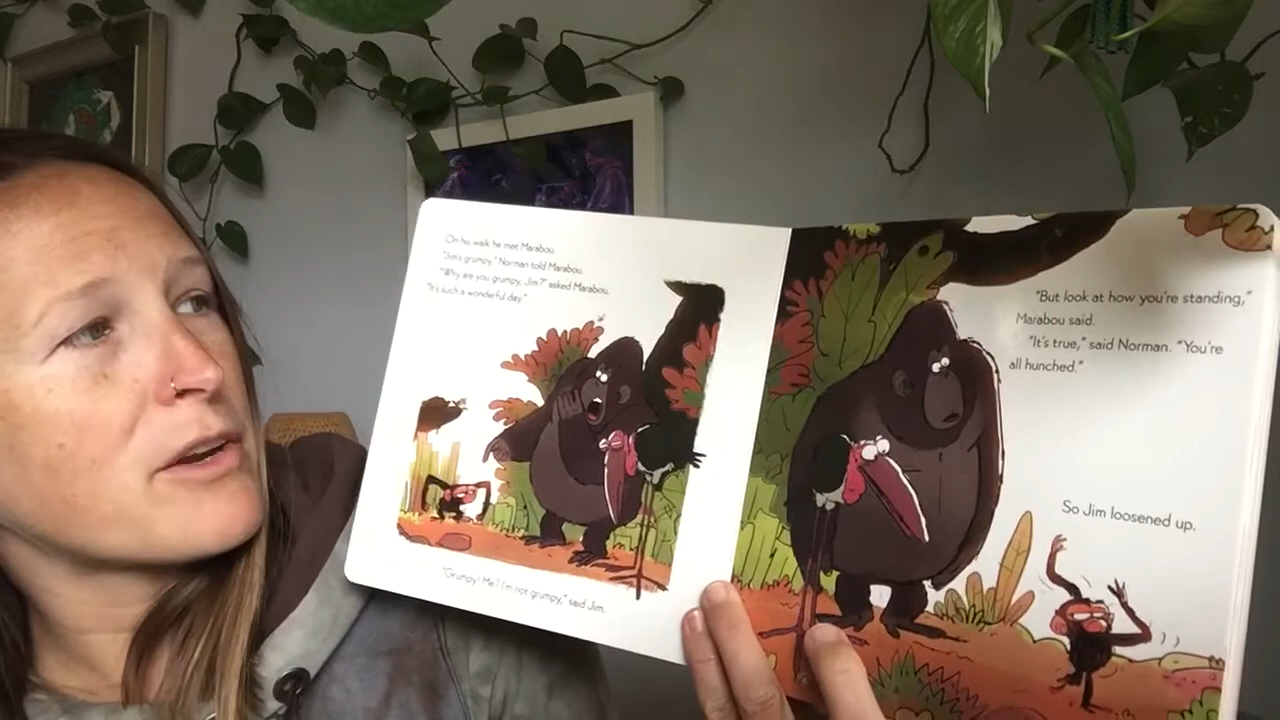 On his walk he met Marabou.
"Jim's grumpy," Norman told Marabou.
"Why are you grumpy, Jim?" asked Marabou.
"It's such a wonderful day."
"Grumpy! Me? I'm not grumpy," said Jim.
"But look at how you're standing,"
Marabou said.
"It's true," said Norman. "You're
all hunched."
So Jim loosened up.